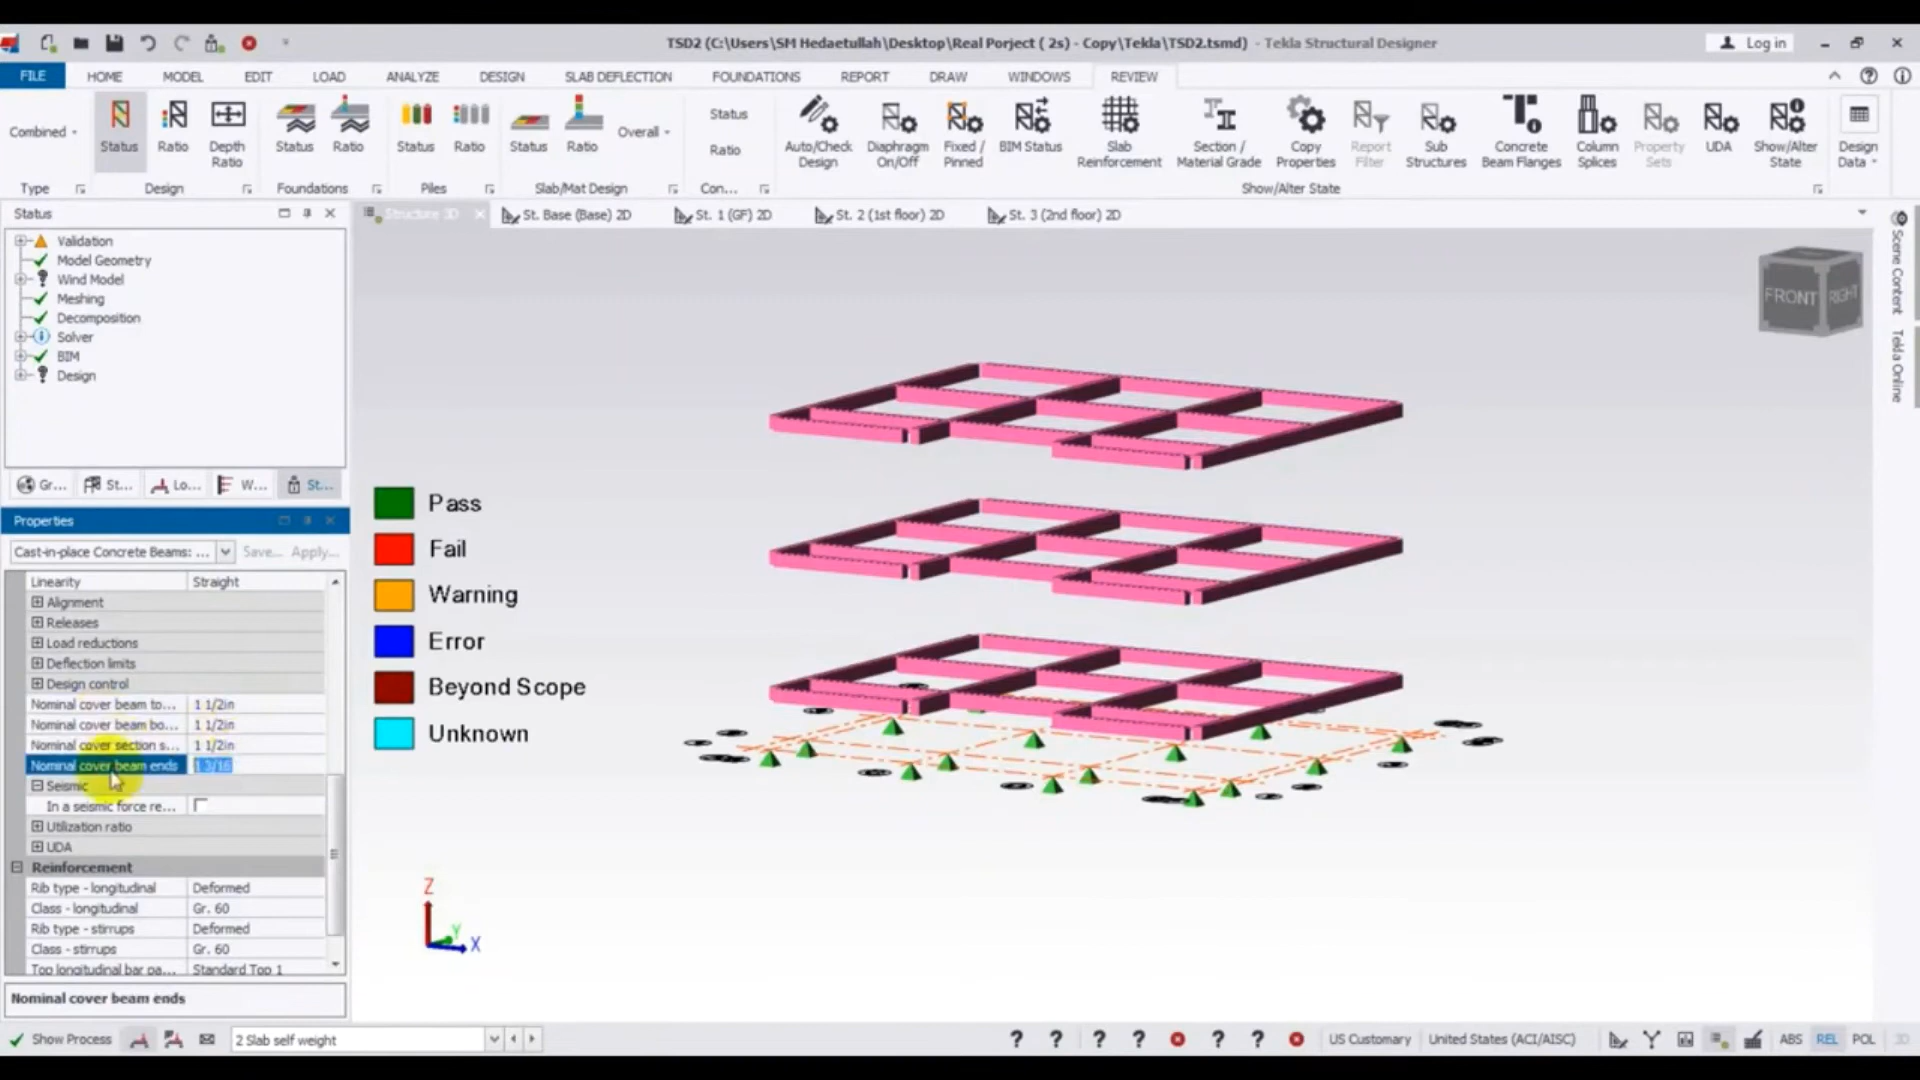 TSD2 (C:\Users\SM Hedaetullah\Desktop\Real Porject ( 2s) - Copy\Tekla\TSD2.tsmd) - Tekla Structural Designer
Log in
FILE HOME MODEL EDIT LOAD ANALYZE DESIGN SLAB DEFLECTION FOUNDATIONS REPORT DRAW WINDOWS REVIEW
Combined
Status
Ratio
Depth Ratio
Status
Ratio
Status
Ratio
Status
Ratio
Overall
Status
Ratio
Auto/Check Design
Diaphragm On/Off
Fixed / Pinned
BIM Status
Slab Reinforcement
Section / Material Grade
Copy Properties
Report Filter
Sub Structures
Concrete Beam Flanges
Column Splices
Property Sets
UDA
Show/Alter State
Design Data
Type Design Foundations Piles Slab/Mat Design Con... Show/Alter State
Status
Structure 3D St. Base (Base) 2D St. 1 (GF) 2D St. 2 (1st floor) 2D St. 3 (2nd floor) 2D
Validation
Model Geometry
Wind Model
Meshing
Decomposition
Solver
BIM
Design
Gr... St... Lo... W... St...
Properties
Cast-in-place Concrete Beams: ... Save... Apply...
Linearity Straight
Alignment
Releases
Load reductions
Deflection limits
Design control
Nominal cover beam to... 1 1/2in
Nominal cover beam bo... 1 1/2in
Nominal cover section s... 1 1/2in
Nominal cover beam ends 1 3/16
Seismic
In a seismic force re...
Utilization ratio
UDA
Reinforcement
Rib type - longitudinal Deformed
Class - longitudinal Gr. 60
Rib type - stirrups Deformed
Class - stirrups Gr. 60
Top longitudinal bar pa... Standard Top 1
Nominal cover beam ends
Pass
Fail
Warning
Error
Beyond Scope
Unknown
Z
Y
X
FRONT
RIGHT
Scene Content
Tekla Online
Show Process 2 Slab self weight US Customary United States (ACI/AISC) ABS REL POL